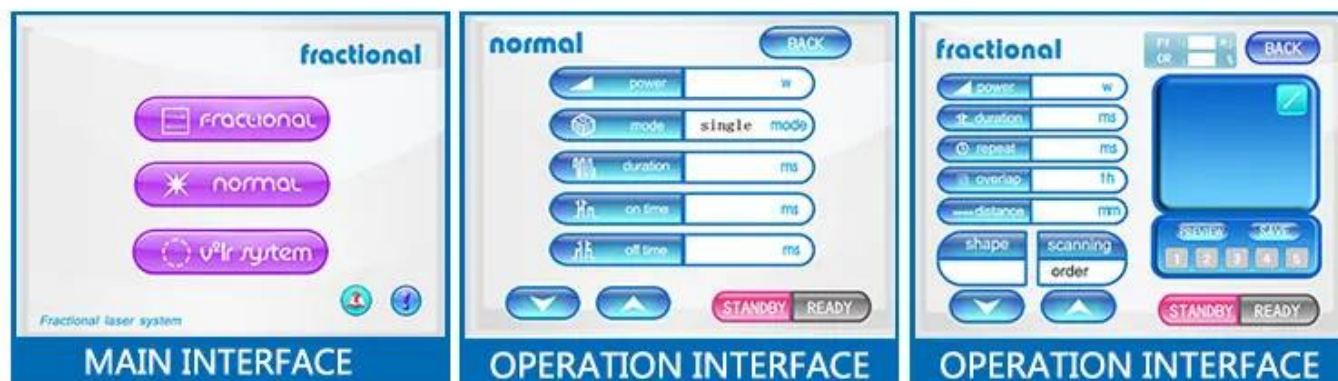 fractional
Fractional
normal
v²lr system
Fractional laser system
MAIN INTERFACE
normal
BACK
power w
mode single mode
duration ms
on time ms
off time ms
STANDBY READY
OPERATION INTERFACE
fractional
BACK
power w
duration ms
repeat ms
overlap
distance mm
shape scanning
order
PREVIEW SAVE
1 2 3 4 5
STANDBY READY
OPERATION INTERFACE